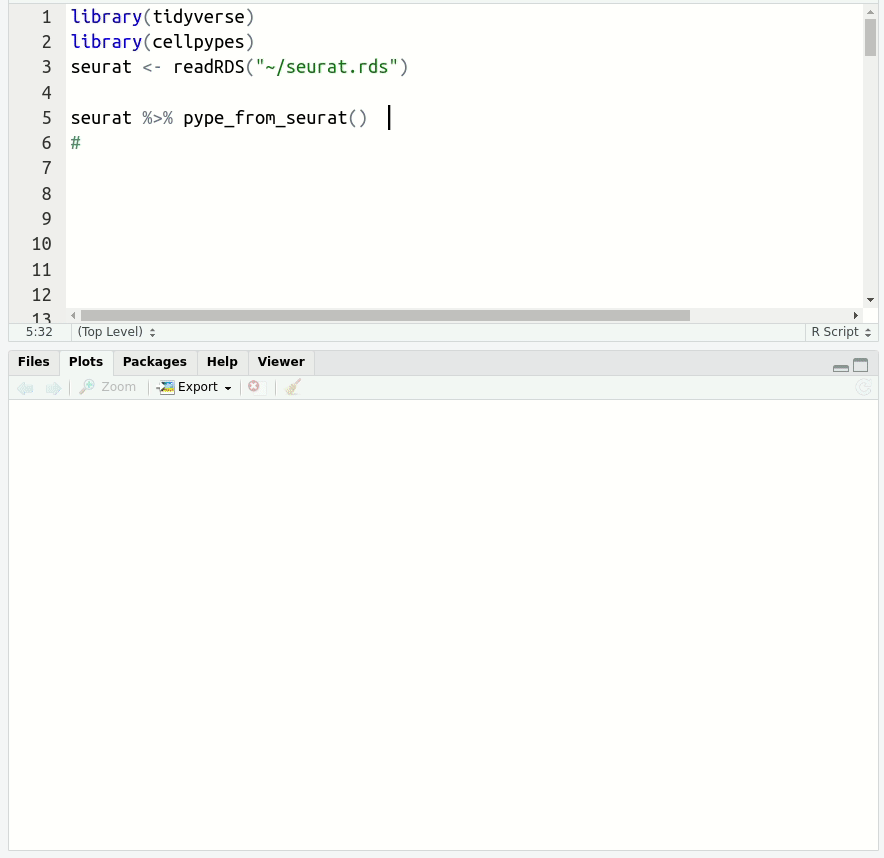 1 library(tidyverse)
2 library(cellpypes)
3 seurat <- readRDS("~/seurat.rds")
4
5 seurat %>% pype_from_seurat()
6 #
7
8
9
10
11
12
13
5:32 (Top Level) R Script
Files Plots Packages Help Viewer
Zoom Export